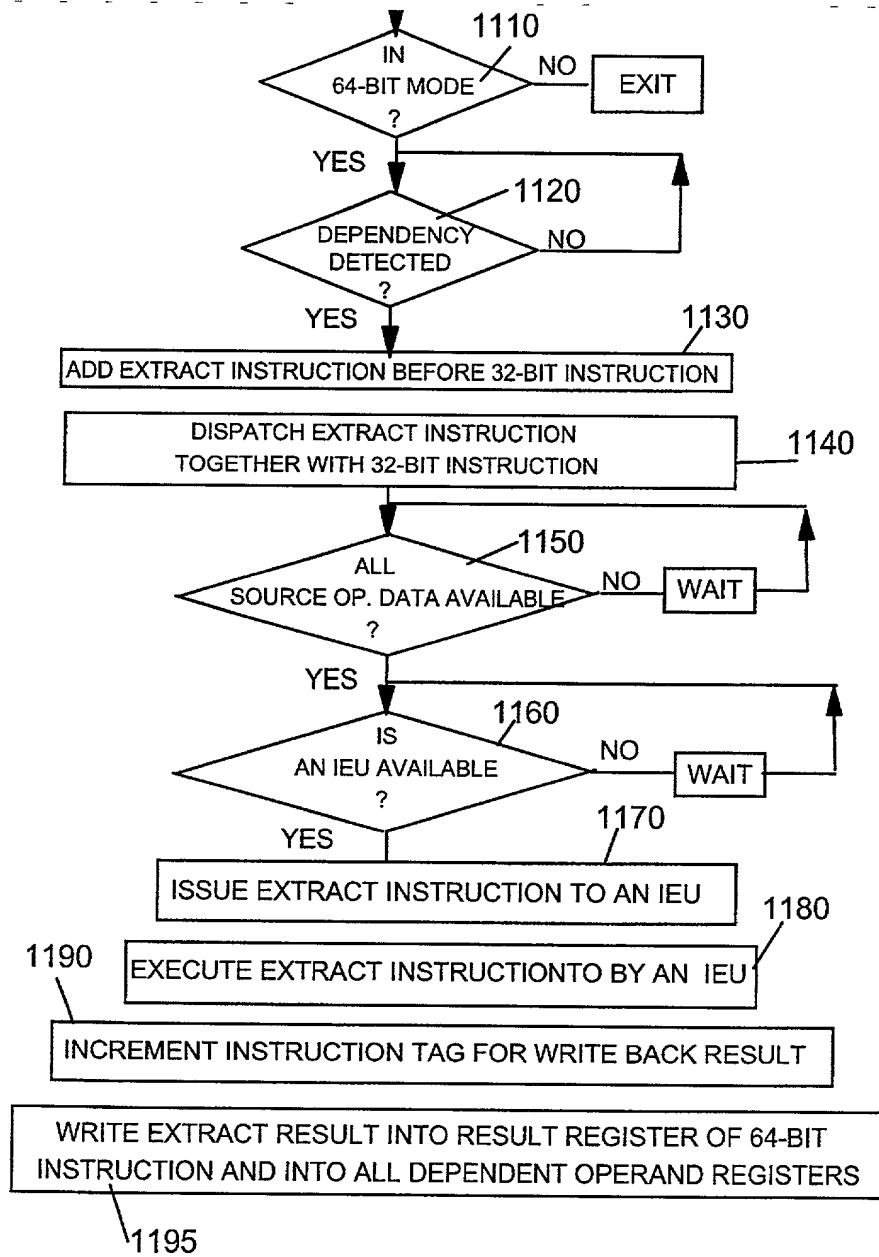 1110
IN
64-BIT MODE
?
NO
EXIT
YES
1120
DEPENDENCY
DETECTED
?
NO
YES
1130
ADD EXTRACT INSTRUCTION BEFORE 32-BIT INSTRUCTION
DISPATCH EXTRACT INSTRUCTION
TOGETHER WITH 32-BIT INSTRUCTION
1140
1150
ALL
SOURCE OP. DATA AVAILABLE
?
NO
WAIT
YES
1160
IS
AN IEU AVAILABLE
?
NO
WAIT
YES
1170
ISSUE EXTRACT INSTRUCTION TO AN IEU
1180
EXECUTE EXTRACT INSTRUCTIONTO BY AN IEU
1190
INCREMENT INSTRUCTION TAG FOR WRITE BACK RESULT
WRITE EXTRACT RESULT INTO RESULT REGISTER OF 64-BIT
INSTRUCTION AND INTO ALL DEPENDENT OPERAND REGISTERS
1195